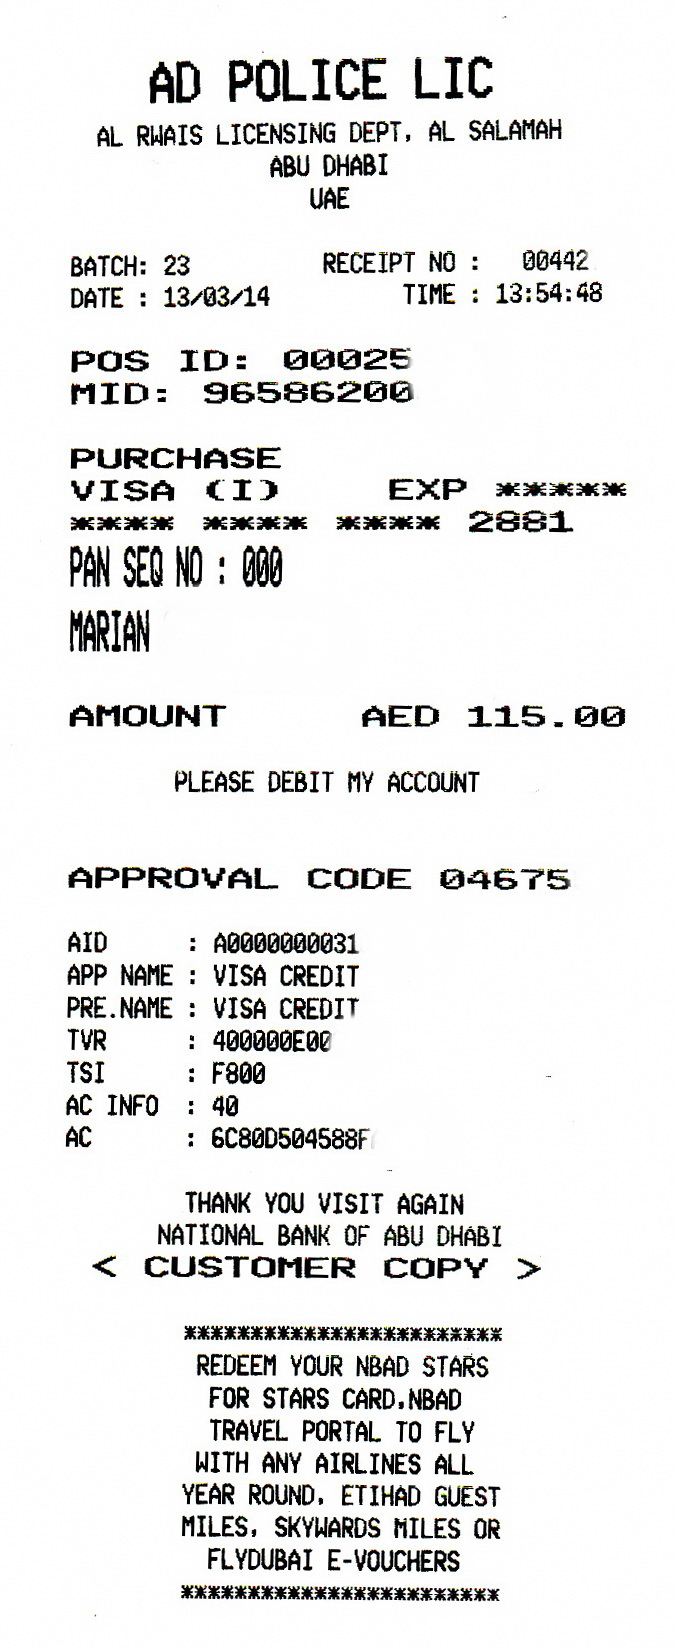 AD POLICE LIC
AL RWAIS LICENSING DEPT, AL SALAMAH
ABU DHABI
UAE
BATCH: 23 RECEIPT NO : 00442
DATE : 13/03/14 TIME : 13:54:48
POS ID: 00025
MID: 96586200
PURCHASE
VISA (I) EXP *****
**** **** **** 2881
PAN SEQ NO : 000
MARIAN
AMOUNT AED 115.00
PLEASE DEBIT MY ACCOUNT
APPROVAL CODE 04675
AID : A0000000031
APP NAME : VISA CREDIT
PRE.NAME : VISA CREDIT
TVR : 400000E00
TSI : F800
AC INFO : 40
AC : 6C80D504588F
THANK YOU VISIT AGAIN
NATIONAL BANK OF ABU DHABI
< CUSTOMER COPY >
************************
REDEEM YOUR NBAD STARS
FOR STARS CARD,NBAD
TRAVEL PORTAL TO FLY
WITH ANY AIRLINES ALL
YEAR ROUND, ETIHAD GUEST
MILES, SKYWARDS MILES OR
FLYDUBAI E-VOUCHERS
************************